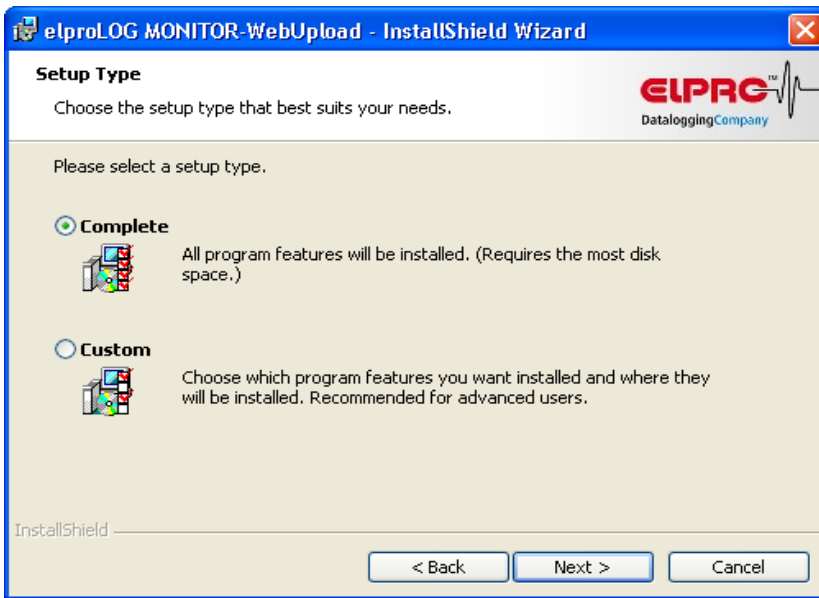 elproLOG MONITOR-WebUpload - InstallShield Wizard
Setup Type
Choose the setup type that best suits your needs.
ELPRO™
DataloggingCompany
Please select a setup type.
Complete
All program features will be installed. (Requires the most disk
space.)
Custom
Choose which program features you want installed and where they
will be installed. Recommended for advanced users.
InstallShield
< Back
Next >
Cancel